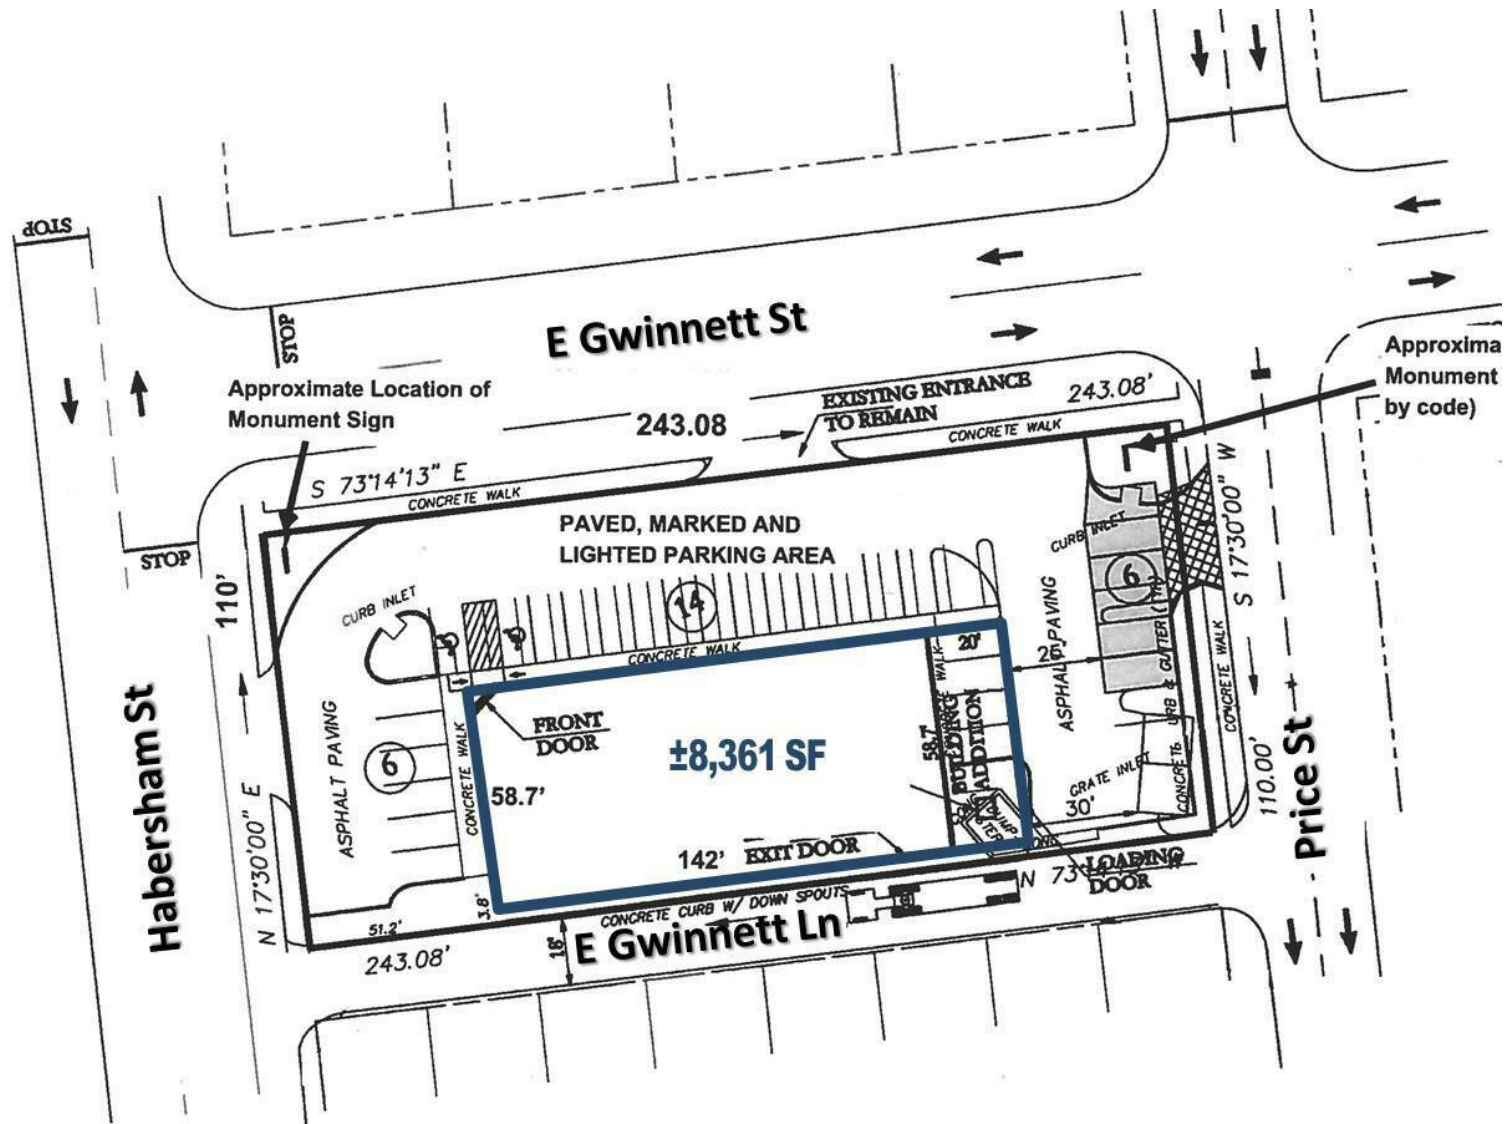 STOP
STOP
E Gwinnett St
Approximate Location of
Monument Sign
Approxima
Monument
by code)
EXISTING ENTRANCE
TO REMAIN
243.08'
243.08
CONCRETE WALK
S 73°14'13" E
CONCRETE WALK
STOP
PAVED, MARKED AND
LIGHTED PARKING AREA
CURB INLET
S 17°30'00" W
110'
CURB INLET
14
6
CONCRETE WALK
20'
26'
ASPHALT PAVING
CONCRETE WALK
FRONT
DOOR
±8,361 SF
58.7'
BUILDING
ADDITION
ASPHALT PAVING
6
CONCRETE WALK
58.7'
GRATE INLET
30'
110.00'
Price St
Habersham St
N 17°30'00" E
142'
EXIT DOOR
LOADING
DOOR
N 73°
3.8'
51.2'
243.08'
CONCRETE CURB W/ DOWN SPOUTS
18'
E Gwinnett Ln